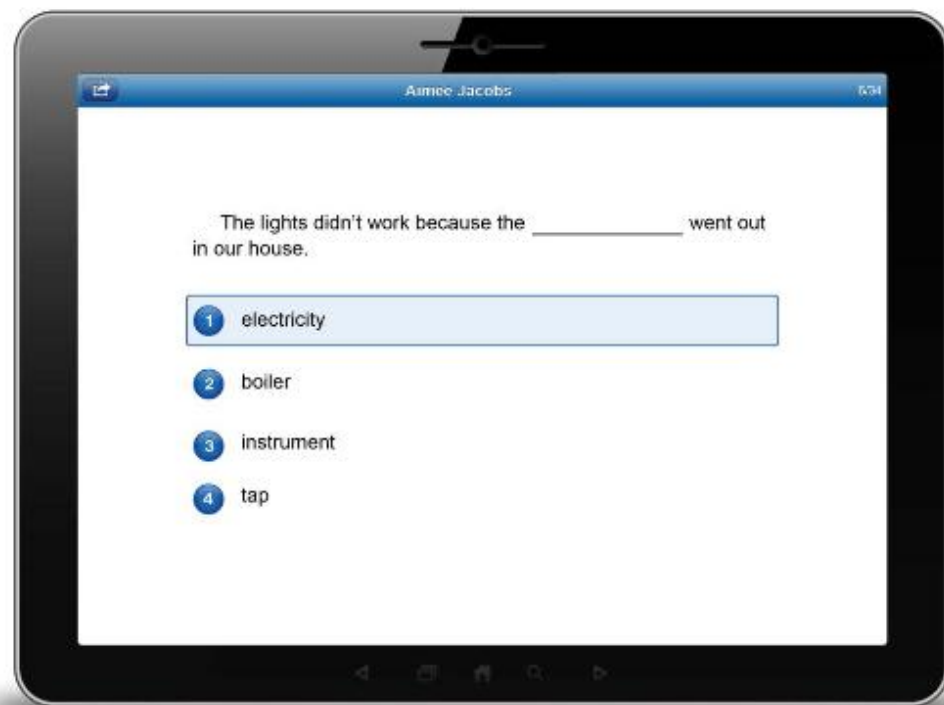 Aimee Jacobs
The lights didn't work because the ______________ went out
in our house.
1 electricity
2 boiler
3 instrument
4 tap